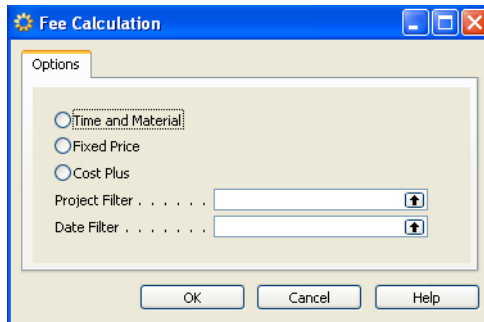 Fee Calculation
Options
Time and Material
Fixed Price
Cost Plus
Project Filter . . . . . .
Date Filter . . . . . . .
OK Cancel Help